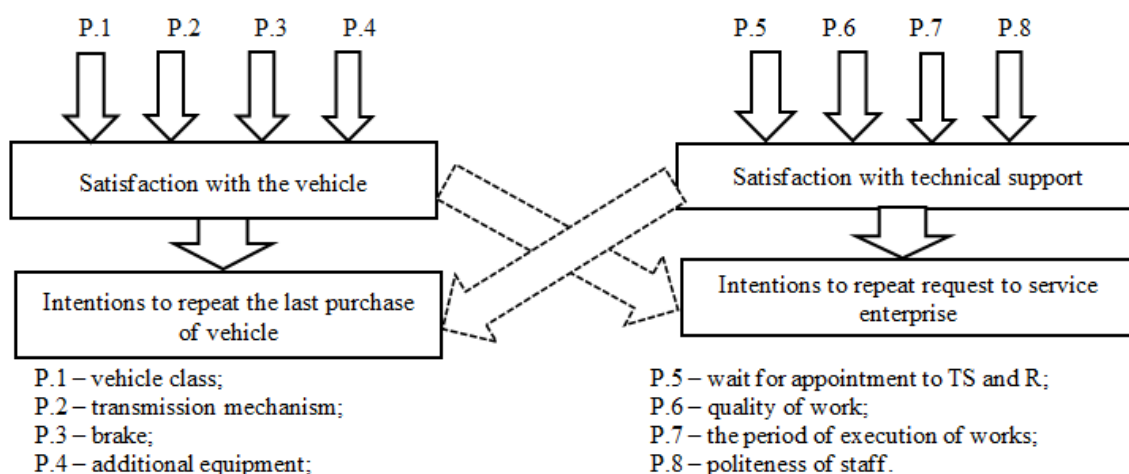 P.1 P.2 P.3 P.4
P.5 P.6 P.7 P.8
Satisfaction with the vehicle
Satisfaction with technical support
Intentions to repeat the last purchase
of vehicle
Intentions to repeat request to service
enterprise
P.1 – vehicle class;
P.2 – transmission mechanism;
P.3 – brake;
P.4 – additional equipment;
P.5 – wait for appointment to TS and R;
P.6 – quality of work;
P.7 – the period of execution of works;
P.8 – politeness of staff.